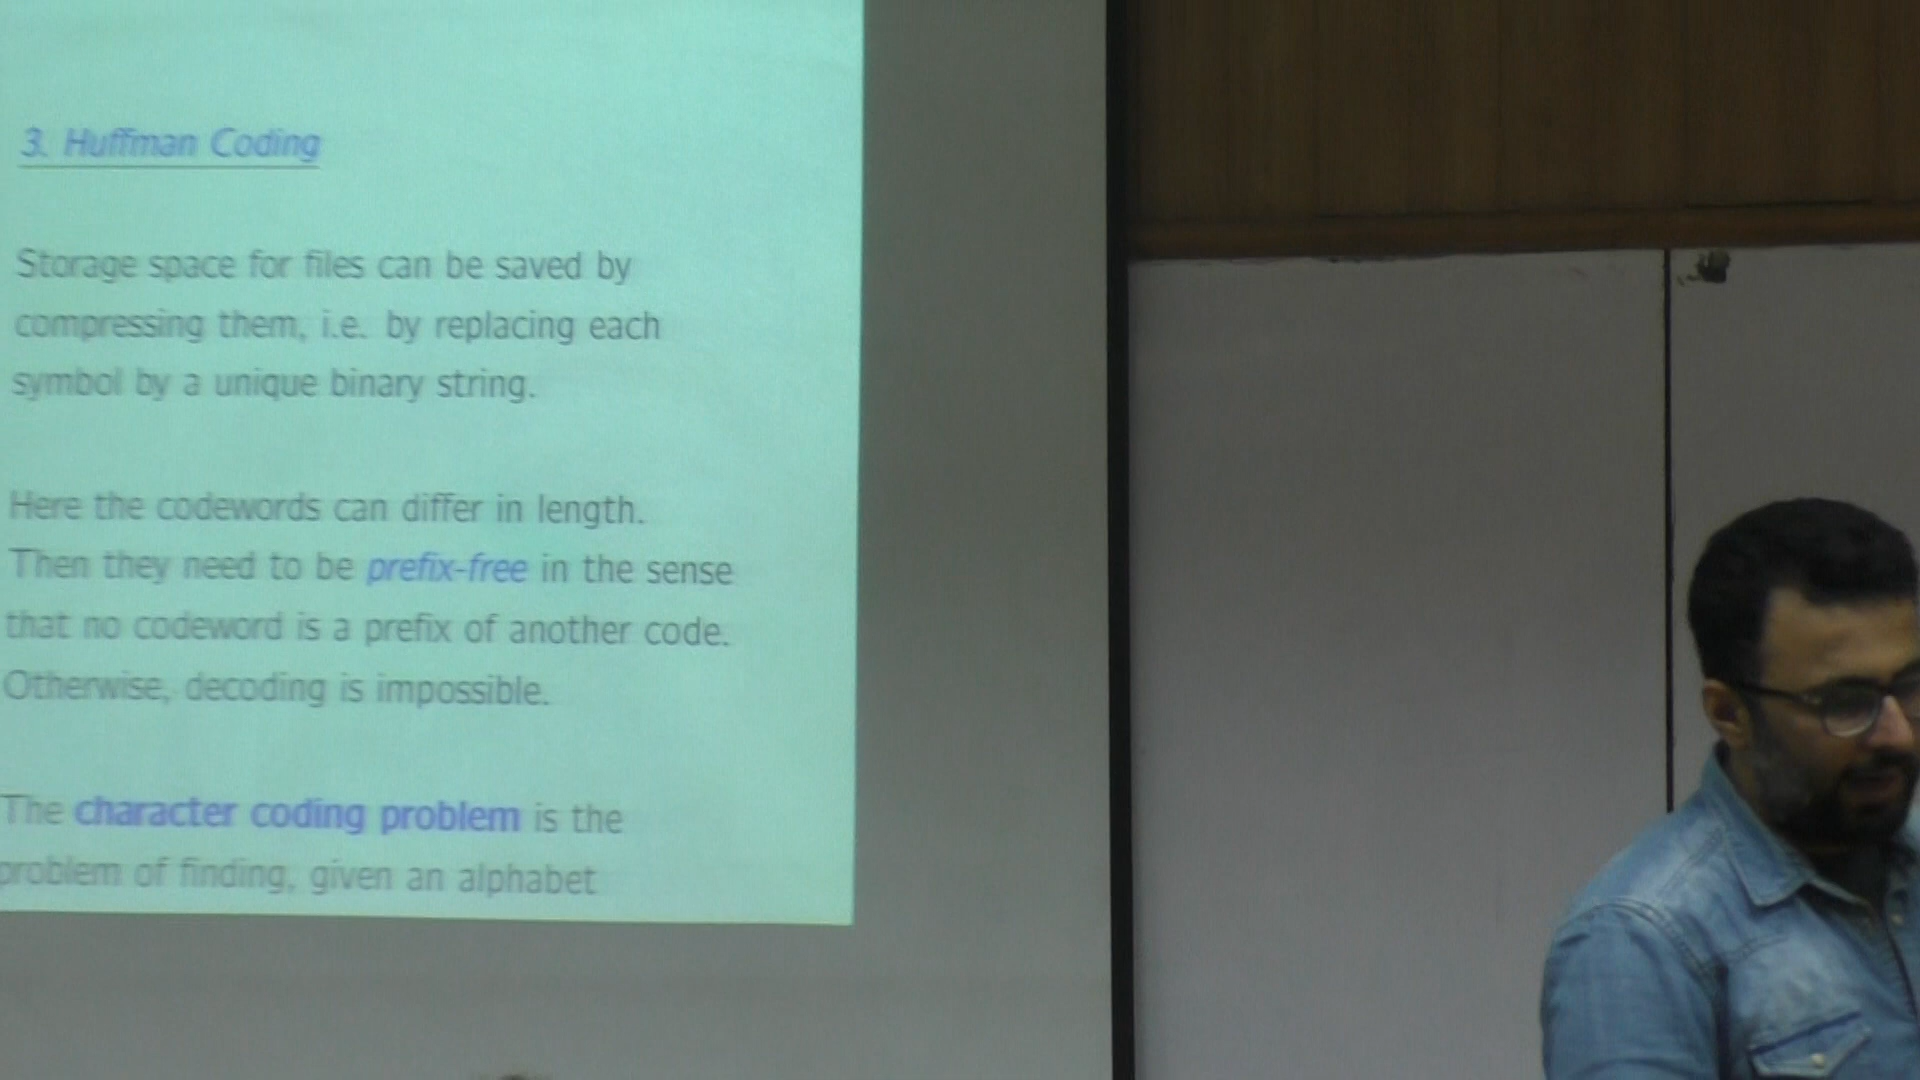 3. Huffman Coding
Storage space for files can be saved by
compressing them, i.e. by replacing each
symbol by a unique binary string.
Here the codewords can differ in length.
Then they need to be prefix-free in the sense
that no codeword is a prefix of another code.
Otherwise, decoding is impossible.
The character coding problem is the
problem of finding, given an alphabet